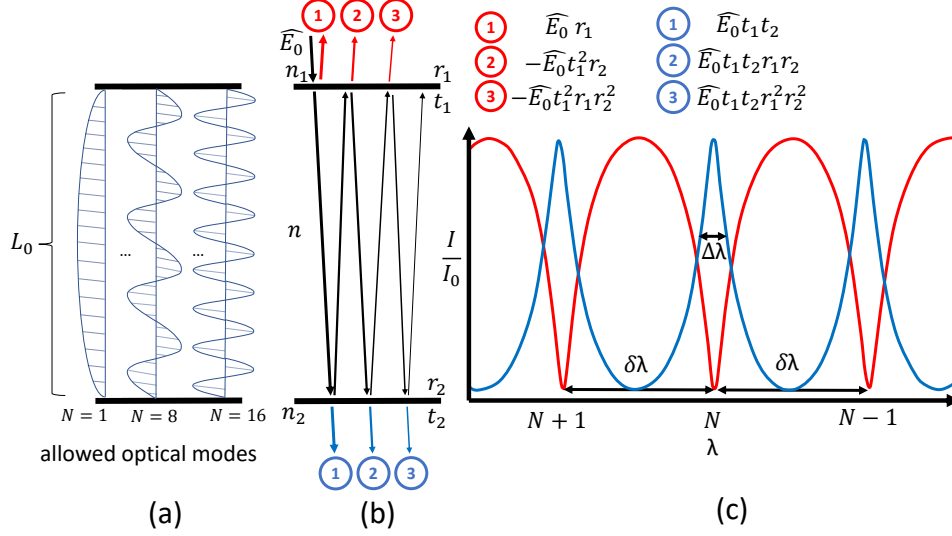 L₀
...
...
N = 1
N = 8
N = 16
allowed optical modes
(a)
1
2
3
Ê₀
n₁
r₁
t₁
n
r₂
n₂
t₂
1
2
3
(b)
1 Ê₀ r₁
2 −Ê₀t₁²r₂
3 −Ê₀t₁²r₁r₂²
1 Ê₀t₁t₂
2 Ê₀t₁t₂r₁r₂
3 Ê₀t₁t₂r₁²r₂²
I
I₀
Δλ
δλ
δλ
N + 1
N
N − 1
λ
(c)